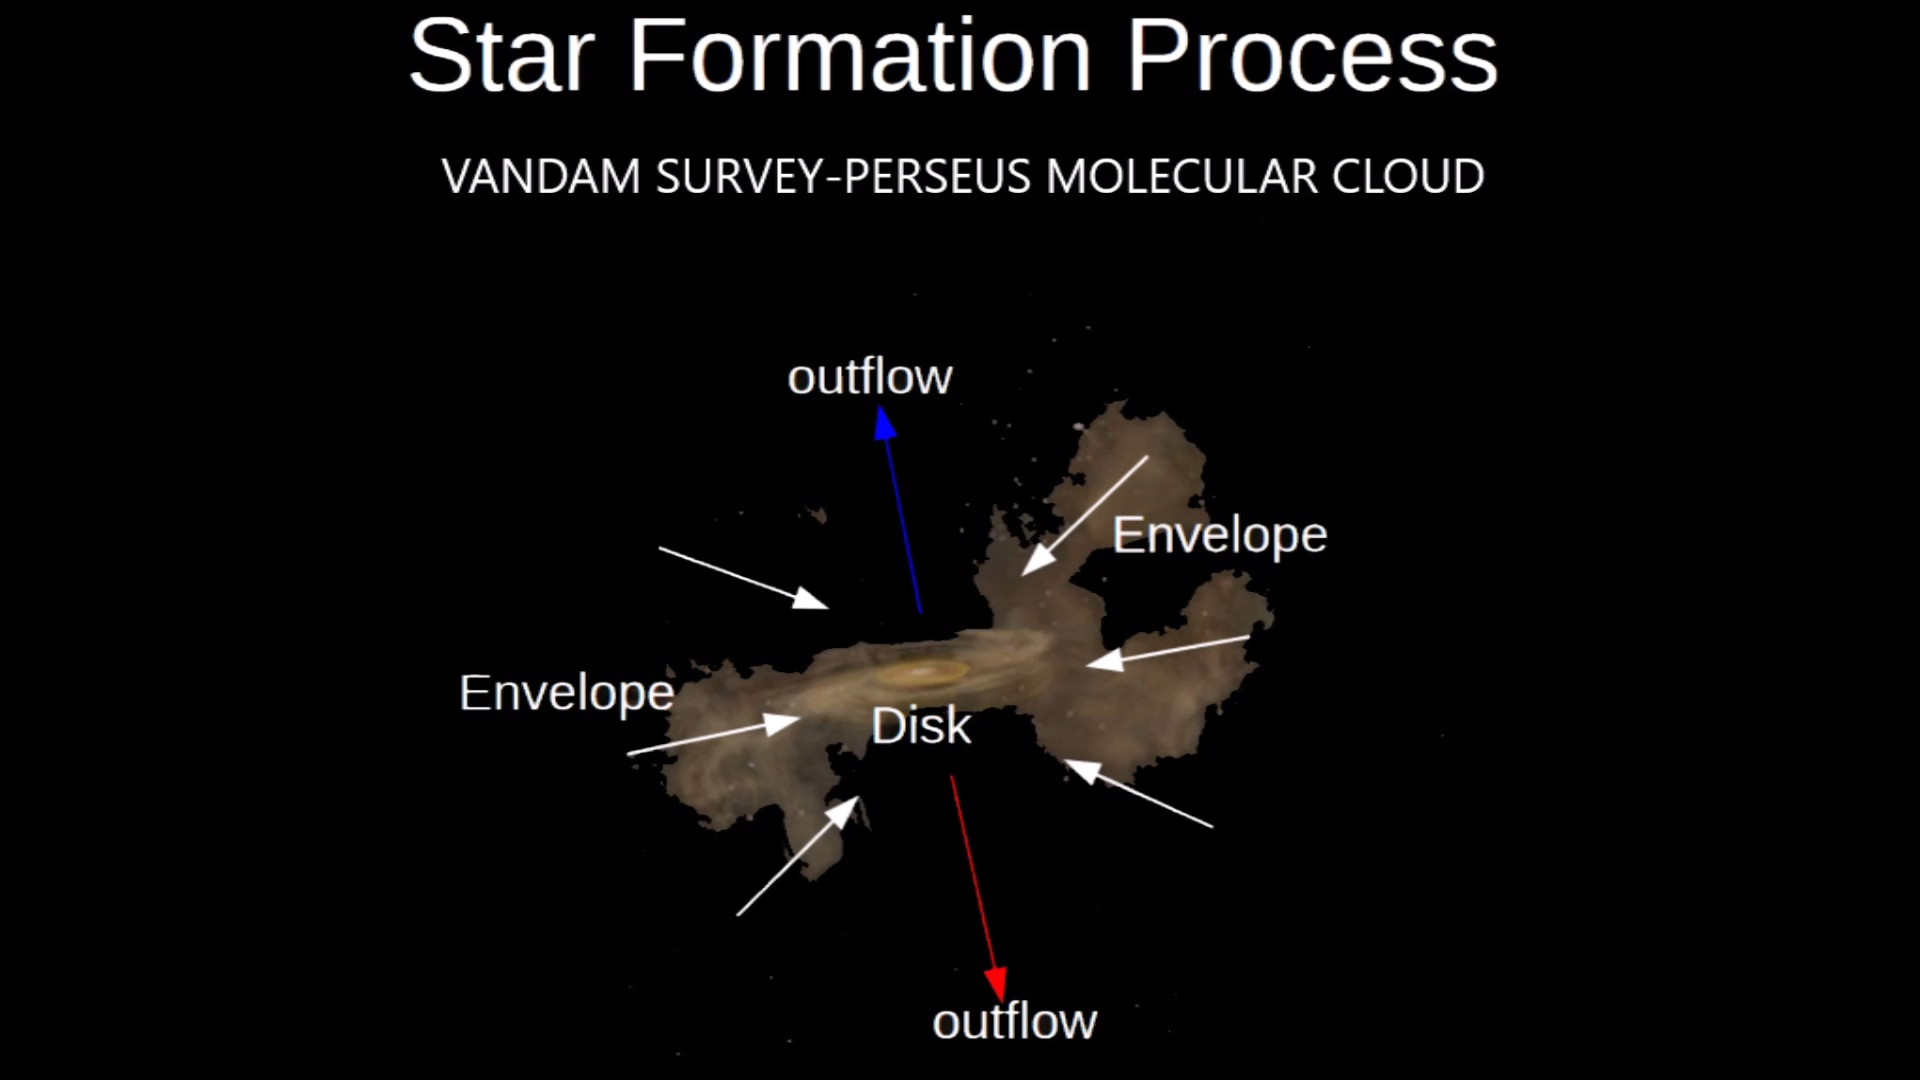 Star Formation Process
VANDAM SURVEY-PERSEUS MOLECULAR CLOUD
outflow
Envelope
Envelope
Disk
outflow